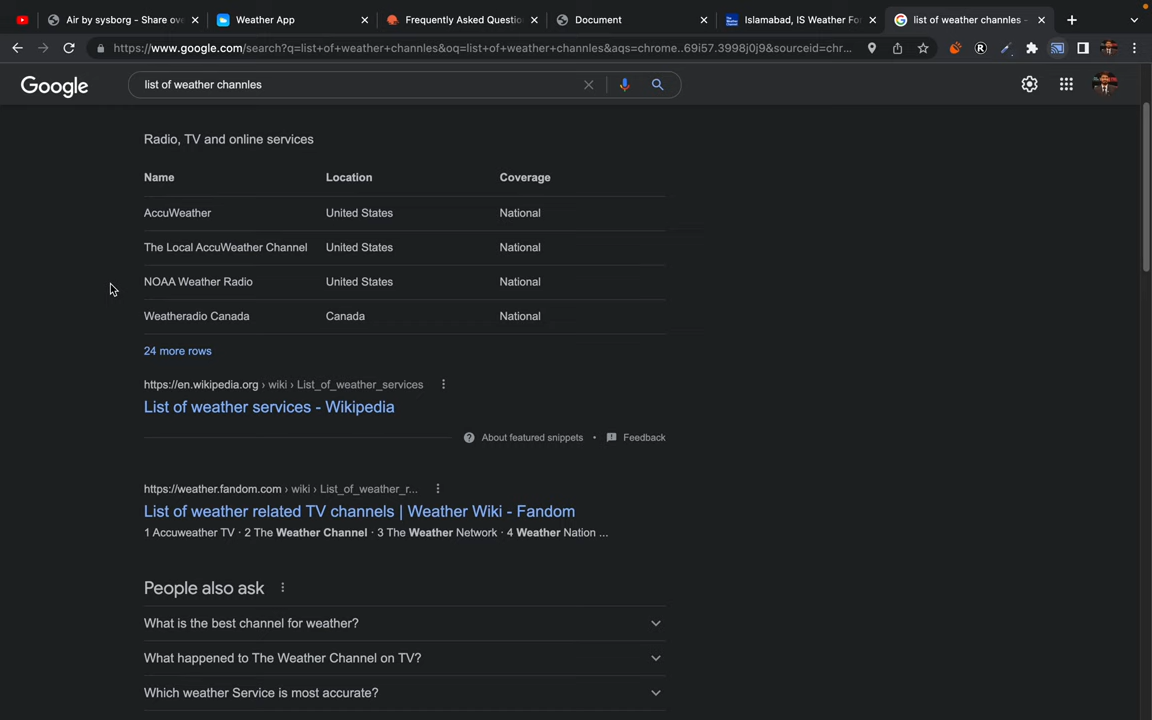 Air by sysborg - Share ove
Weather App
Frequently Asked Questio
Document
Islamabad, IS Weather For
list of weather channles -
https://www.google.com/search?q=list+of+weather+channles&oq=list+of+weather+channles&aqs=chrome..69i57.3998j0j9&sourceid=chr...
Google
list of weather channles
Radio, TV and online services
Name Location Coverage
AccuWeather United States National
The Local AccuWeather Channel United States National
NOAA Weather Radio United States National
Weatheradio Canada Canada National
24 more rows
https://en.wikipedia.org › wiki › List_of_weather_services
List of weather services - Wikipedia
About featured snippets • Feedback
https://weather.fandom.com › wiki › List_of_weather_r...
List of weather related TV channels | Weather Wiki - Fandom
1 Accuweather TV · 2 The Weather Channel · 3 The Weather Network · 4 Weather Nation ...
People also ask
What is the best channel for weather?
What happened to The Weather Channel on TV?
Which weather Service is most accurate?